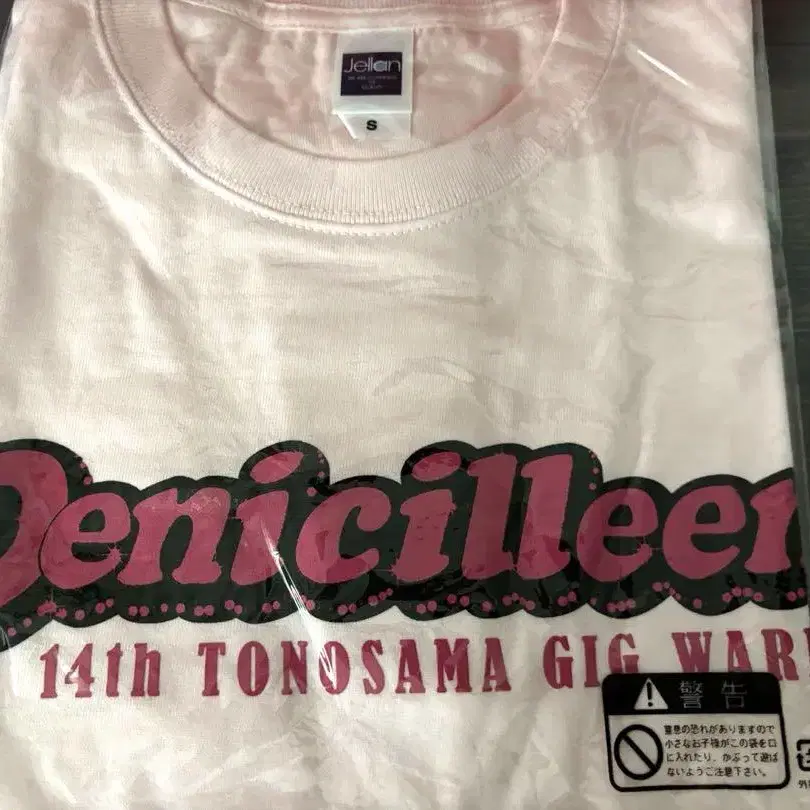 Jellan
S
Penicilleen
14th TONOSAMA GIG WAR
警告
窒息の恐れがありますので
小さなお子様がこの袋を口
に入れたり、かぶって遊ば
ないようご注意下さい。